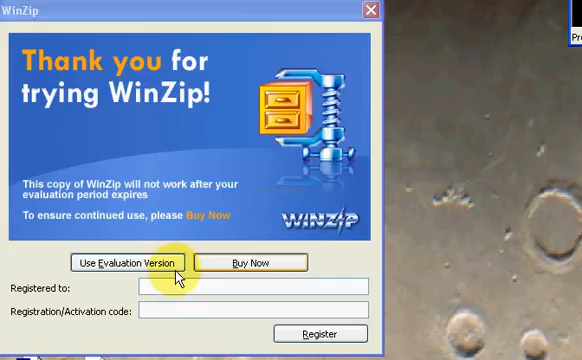 WinZip
Thank you for
trying WinZip!
This copy of WinZip will not work after your
evaluation period expires
To ensure continued use, please Buy Now
WINZIP
Use Evaluation Version
Buy Now
Registered to:
Registration/Activation code:
Register